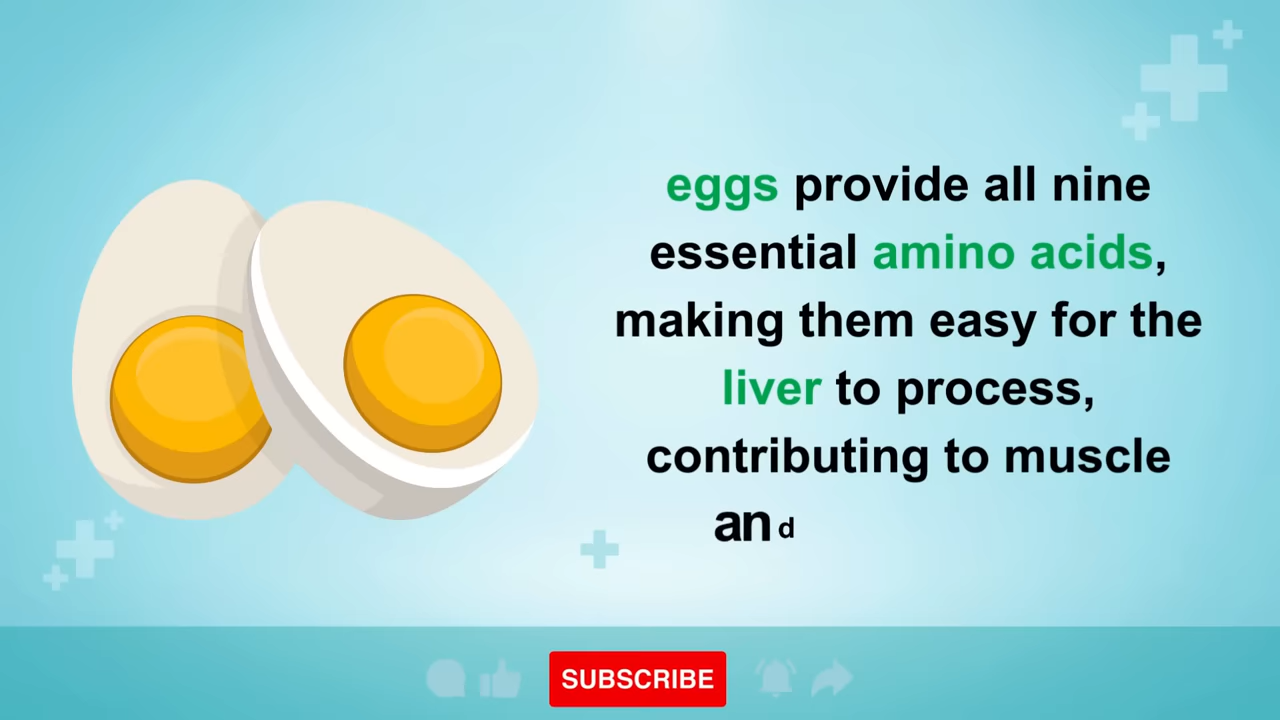 eggs provide all nine
essential amino acids,
making them easy for the
liver to process,
contributing to muscle
and
SUBSCRIBE